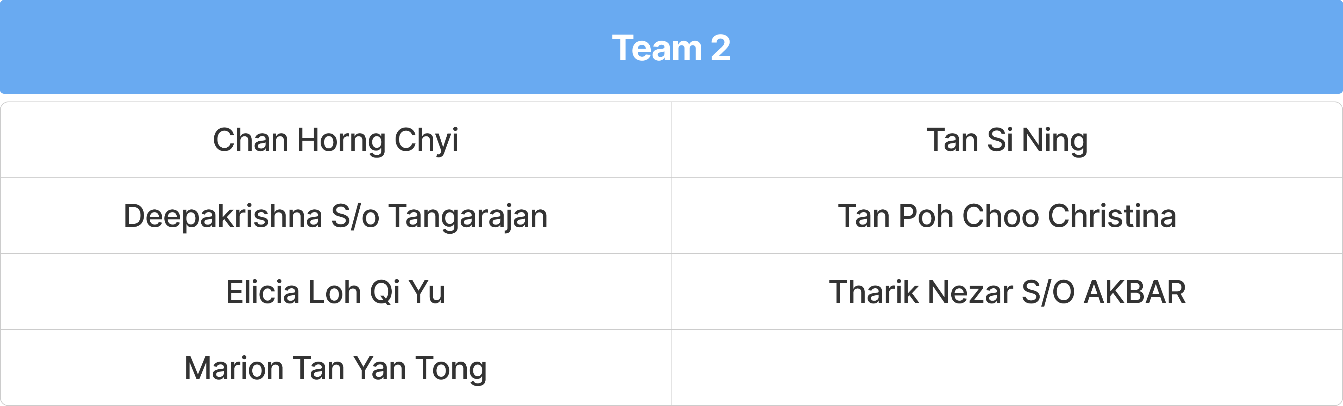 Team 2
Chan Horng Chyi Tan Si Ning
Deepakrishna S/o Tangarajan Tan Poh Choo Christina
Elicia Loh Qi Yu Tharik Nezar S/O AKBAR
Marion Tan Yan Tong